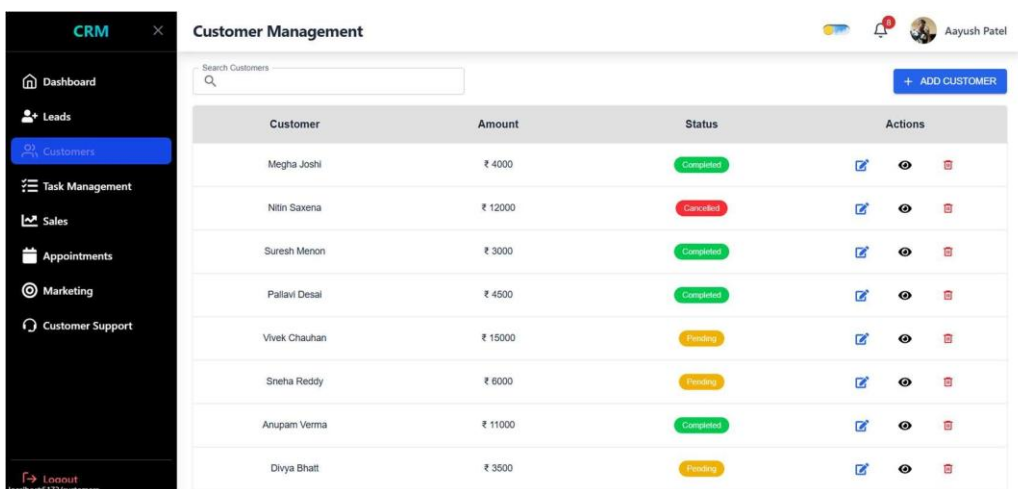 CRM
Customer Management
8
Aayush Patel
Dashboard
Leads
Customers
Task Management
Sales
Appointments
Marketing
Customer Support
Logout
Search Customers
+ ADD CUSTOMER
Customer Amount Status Actions
Megha Joshi ₹ 4000 Completed
Nitin Saxena ₹ 12000 Cancelled
Suresh Menon ₹ 3000 Completed
Pallavi Desai ₹ 4500 Completed
Vivek Chauhan ₹ 15000 Pending
Sneha Reddy ₹ 6000 Pending
Anupam Verma ₹ 11000 Completed
Divya Bhatt ₹ 3500 Pending